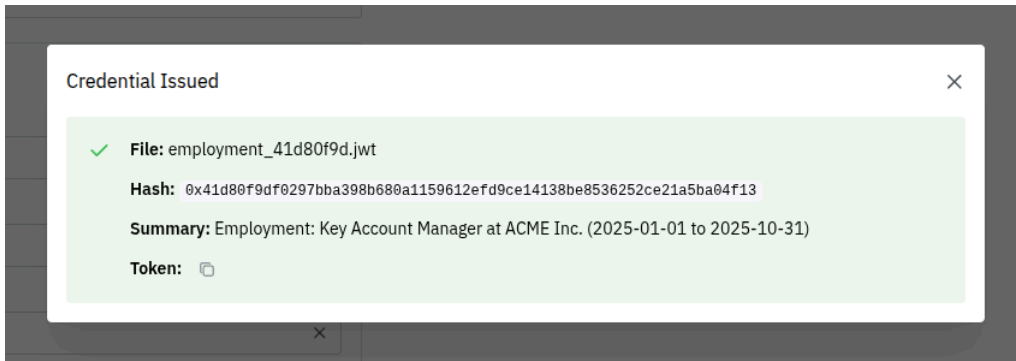 Credential Issued
File: employment_41d80f9d.jwt
Hash: 0x41d80f9df0297bba398b680a1159612efd9ce14138be8536252ce21a5ba04f13
Summary: Employment: Key Account Manager at ACME Inc. (2025-01-01 to 2025-10-31)
Token: